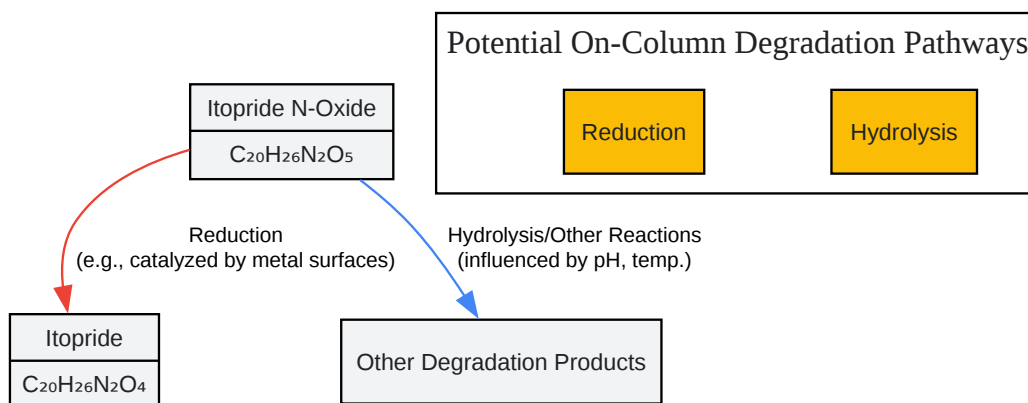 Potential On-Column Degradation Pathways
Reduction
Hydrolysis
Itopride N-Oxide
C₂₀H₂₆N₂O₅
Reduction
(e.g., catalyzed by metal surfaces)
Hydrolysis/Other Reactions
(influenced by pH, temp.)
Itopride
C₂₀H₂₆N₂O₄
Other Degradation Products